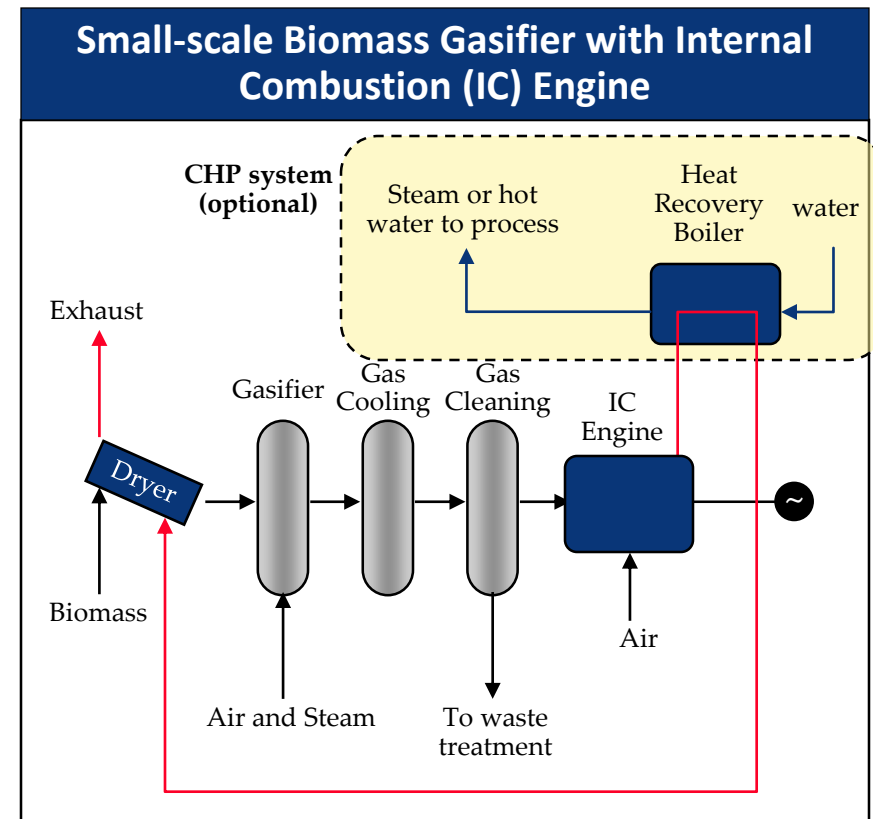 Small-scale Biomass Gasifier with Internal
Combustion (IC) Engine
CHP system
(optional)
Steam or hot
water to process
Heat
Recovery
Boiler
water
Exhaust
Gasifier
Gas
Cooling
Gas
Cleaning
IC
Engine
Dryer
~
Biomass
Air and Steam
To waste
treatment
Air